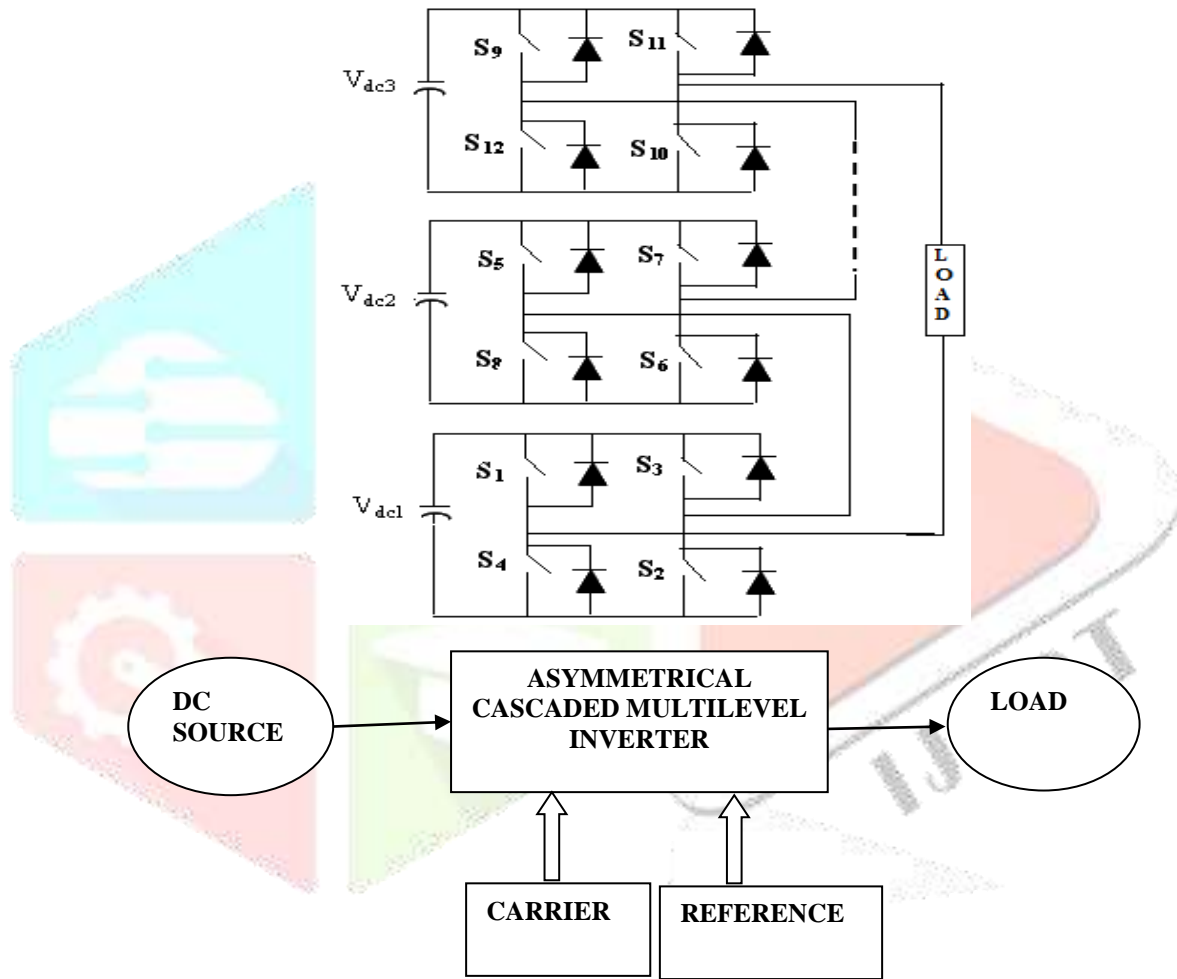 S9
S11
Vdc3
S12
S10
S5
S7
Vdc2
S8
S6
LOAD
S1
S3
Vdc1
S4
S2
DC
SOURCE
ASYMMETRICAL
CASCADED MULTILEVEL
INVERTER
LOAD
CARRIER
REFERENCE